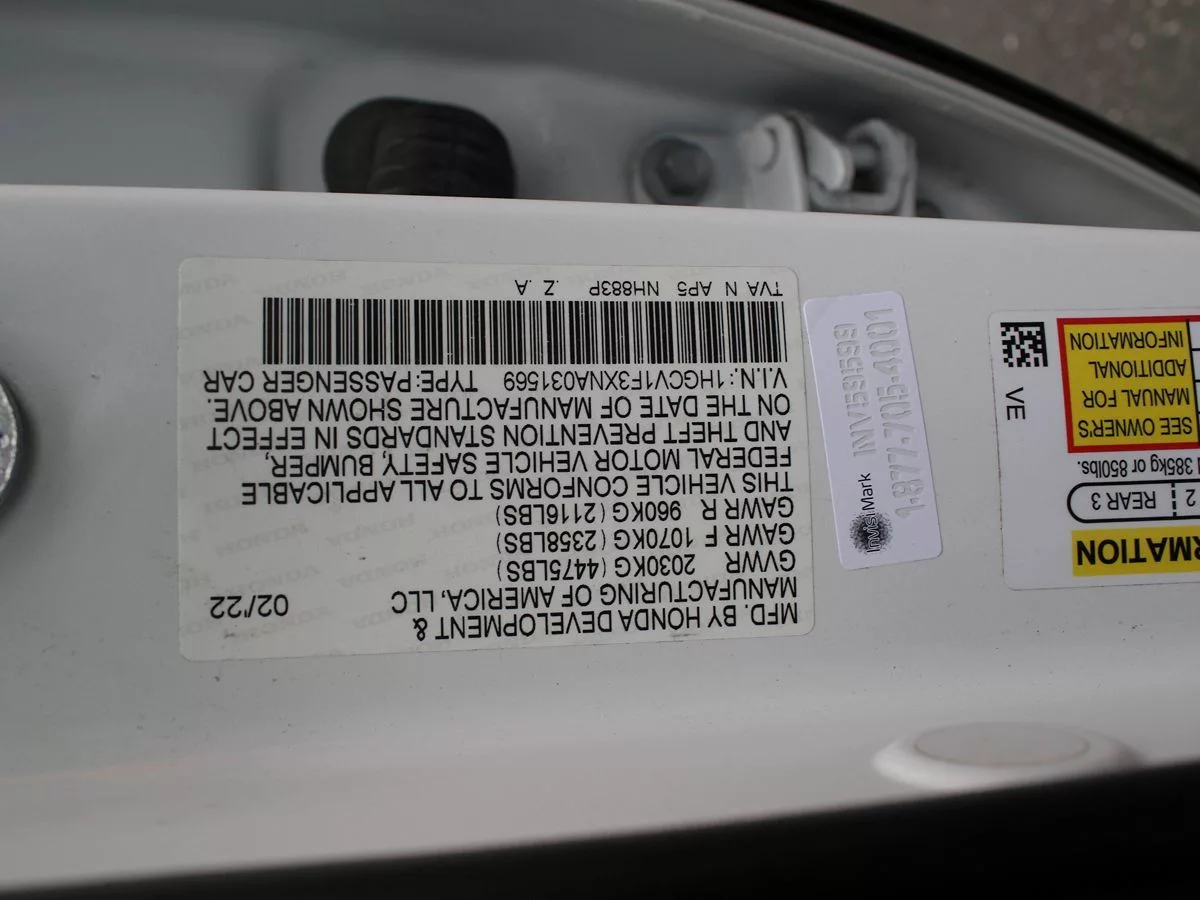 MFD. BY HONDA DEVELOPMENT &
MANUFACTURING OF AMERICA, LLC 02/22
GVWR 2030KG (4475LBS)
GAWR F 1070KG (2358LBS)
GAWR R 960KG (2116LBS)
THIS VEHICLE CONFORMS TO ALL APPLICABLE
FEDERAL MOTOR VEHICLE SAFETY, BUMPER,
AND THEFT PREVENTION STANDARDS IN EFFECT
ON THE DATE OF MANUFACTURE SHOWN ABOVE.
V.I.N.: 1HGCV1F3XNA031569 TYPE:PASSENGER CAR
TVA N AP5 NH883P Z .A
InvisiMark INV591599
1-877-705-4001
RMATION
2 REAR 3
385kg or 850lbs.
SEE OWNER'S
MANUAL FOR
ADDITIONAL
INFORMATION
VE